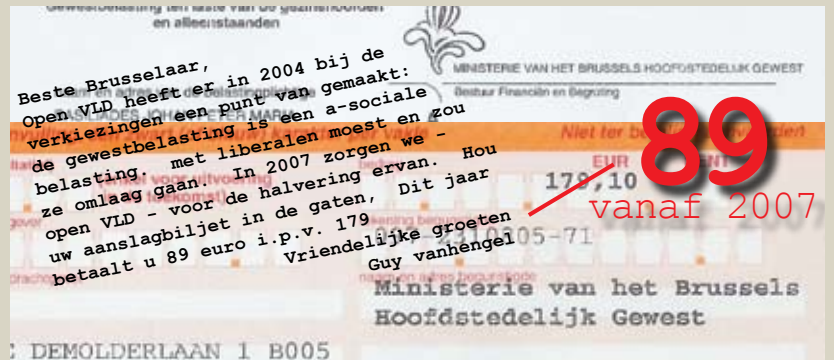 Gewestbelasting ten laste van de gezinshoofden
en alleenstaanden
MINISTERIE VAN HET BRUSSELS HOOFDSTEDELIJK GEWEST
Bestuur Financiën en Begroting
Beste Brusselaar,
Open VLD heeft er in 2004 bij de
verkiezingen een punt van gemaakt:
de gewestbelasting is een a-sociale
belasting. met liberalen moest en zou
ze omlaag gaan. In 2007 zorgen we -
open VLD - voor de halvering ervan. Hou
uw aanslagbiljet in de gaten, Dit jaar
betaalt u 89 euro i.p.v. 179
Vriendelijke groeten
Guy vanhengel
Niet ter
EUR
179,10
89
vanaf 2007
2310205-71
Ministerie van het Brussels
Hoofdstedelijk Gewest
DEMOLDERLAAN 1 B005